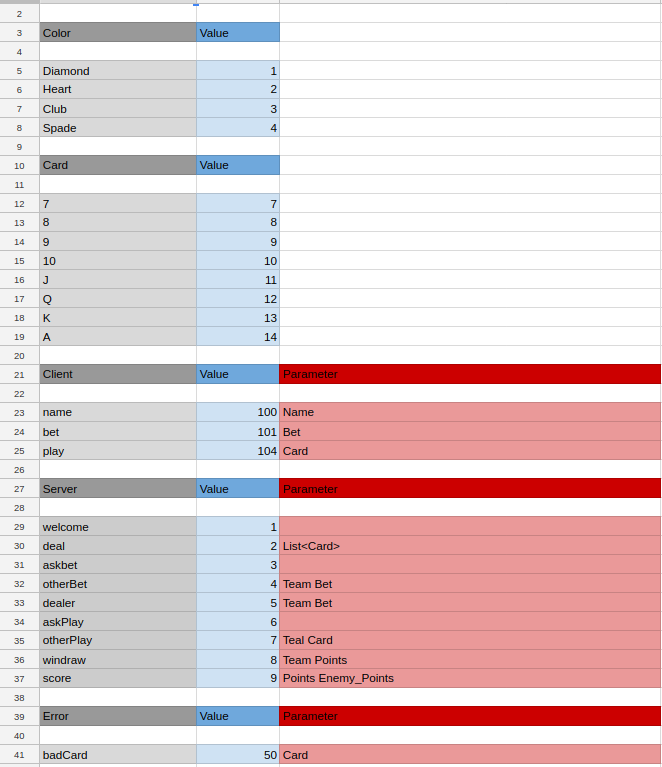 2
3 Color Value
4
5 Diamond 1
6 Heart 2
7 Club 3
8 Spade 4
9
10 Card Value
11
12 7 7
13 8 8
14 9 9
15 10 10
16 J 11
17 Q 12
18 K 13
19 A 14
20
21 Client Value Parameter
22
23 name 100 Name
24 bet 101 Bet
25 play 104 Card
26
27 Server Value Parameter
28
29 welcome 1
30 deal 2 List<Card>
31 askbet 3
32 otherBet 4 Team Bet
33 dealer 5 Team Bet
34 askPlay 6
35 otherPlay 7 Teal Card
36 windraw 8 Team Points
37 score 9 Points Enemy_Points
38
39 Error Value Parameter
40
41 badCard 50 Card